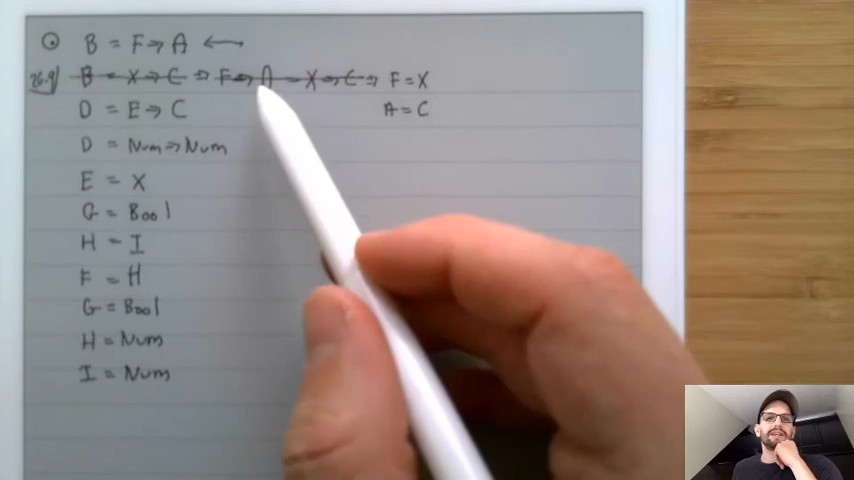 ⊙ B = F → A ←
26.9 B = X → C ⇒ F → A = X → C ⇒ F = X
D = E → C A = C
D = Num → Num
E = X
G = Bool
H = I
F = H
G = Bool
H = Num
I = Num